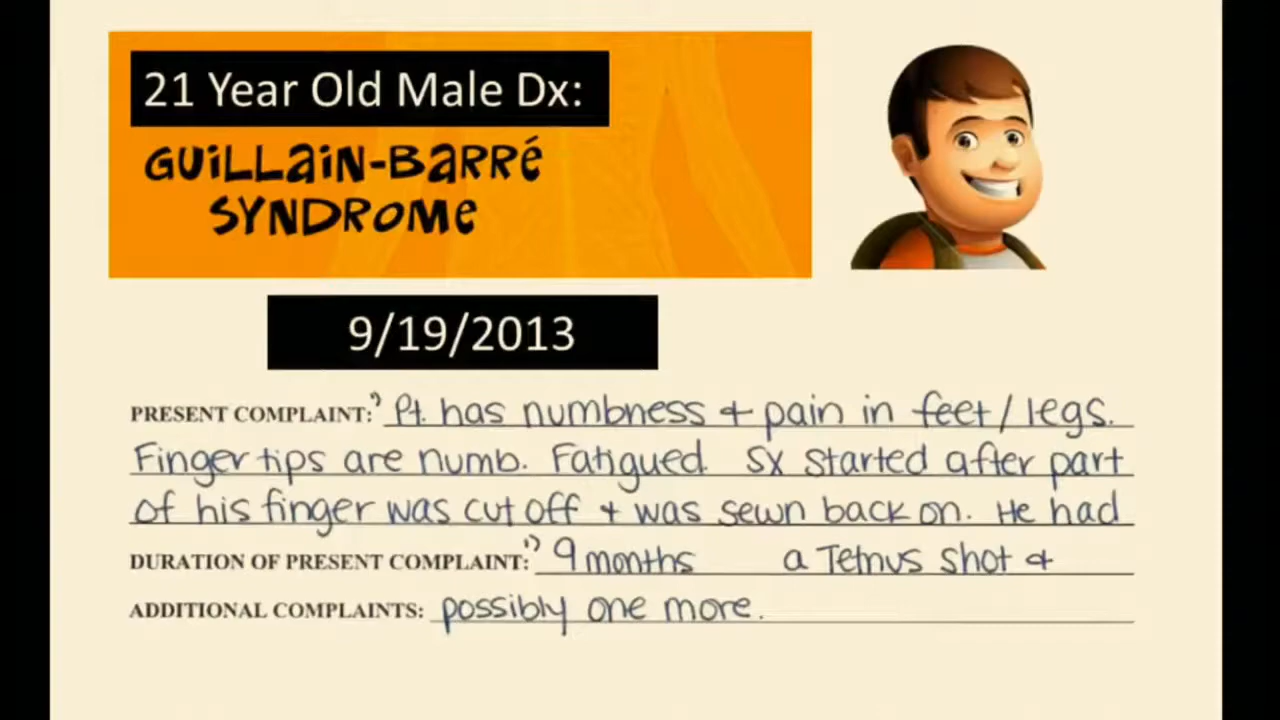 21 Year Old Male Dx:
GUiLLaiN-BaRRé
SYNDROMe
9/19/2013
PRESENT COMPLAINT: 1) Pt. has numbness + pain in feet/legs.
Finger tips are numb. Fatigued. Sx started after part
of his finger was cut off + was sewn back on. He had
DURATION OF PRESENT COMPLAINT: 1) 9 months a Tetnus shot +
ADDITIONAL COMPLAINTS: possibly one more.